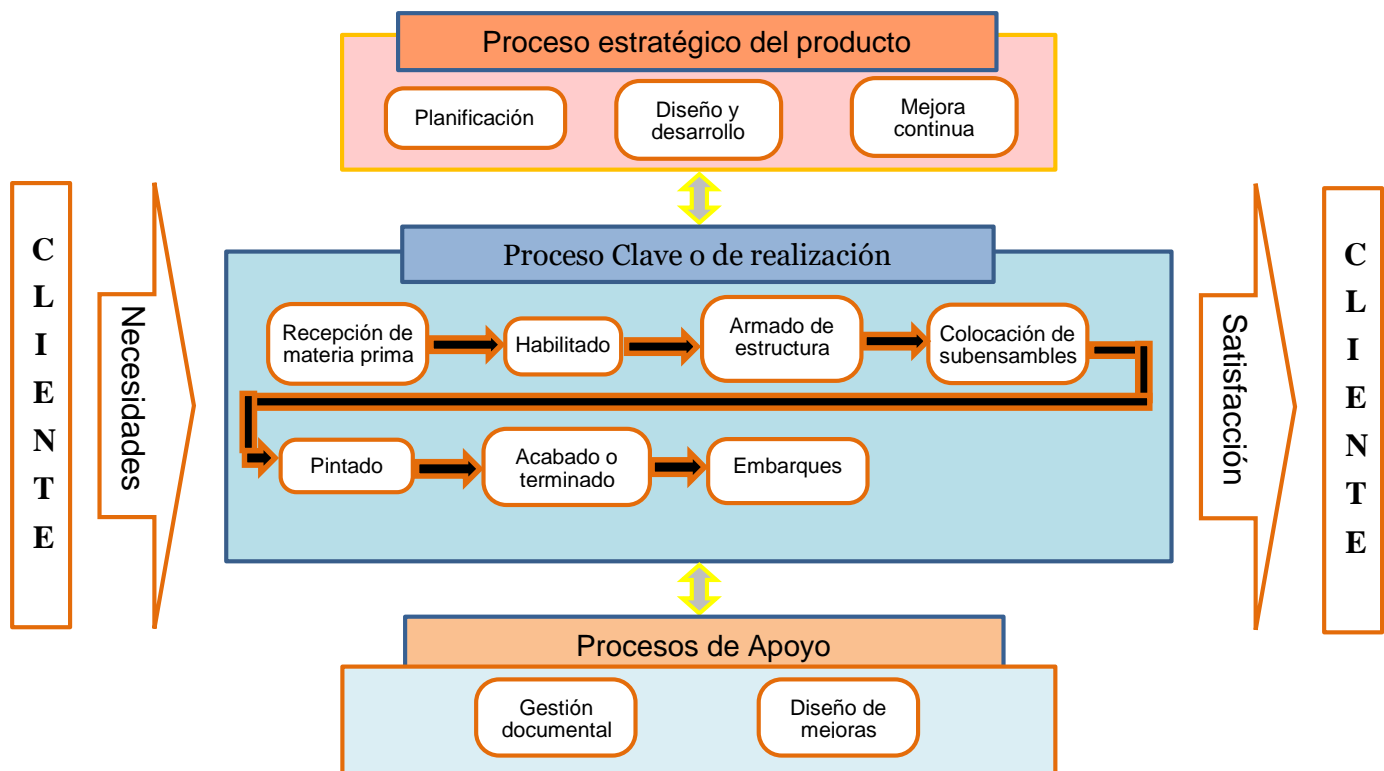 Proceso estratégico del producto
Planificación
Diseño y
desarrollo
Mejora
continua
CLIENTE
Necesidades
Proceso Clave o de realización
Recepción de
materia prima
Habilitado
Armado de
estructura
Colocación de
subensambles
Pintado
Acabado o
terminado
Embarques
Satisfacción
CLIENTE
Procesos de Apoyo
Gestión
documental
Diseño de
mejoras